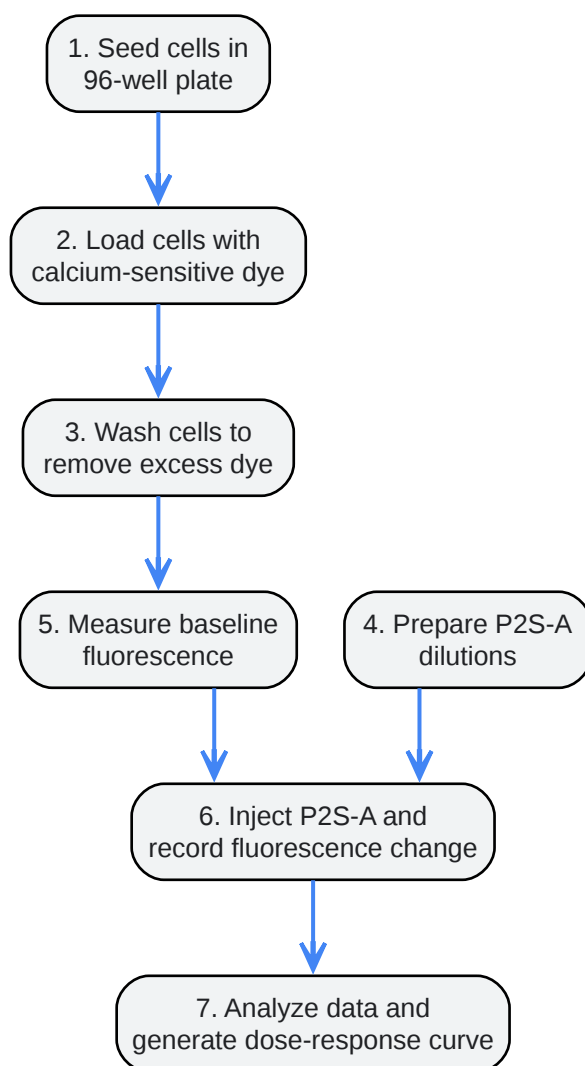 1. Seed cells in
96-well plate
2. Load cells with
calcium-sensitive dye
3. Wash cells to
remove excess dye
5. Measure baseline
fluorescence
4. Prepare P2S-A
dilutions
6. Inject P2S-A and
record fluorescence change
7. Analyze data and
generate dose-response curve